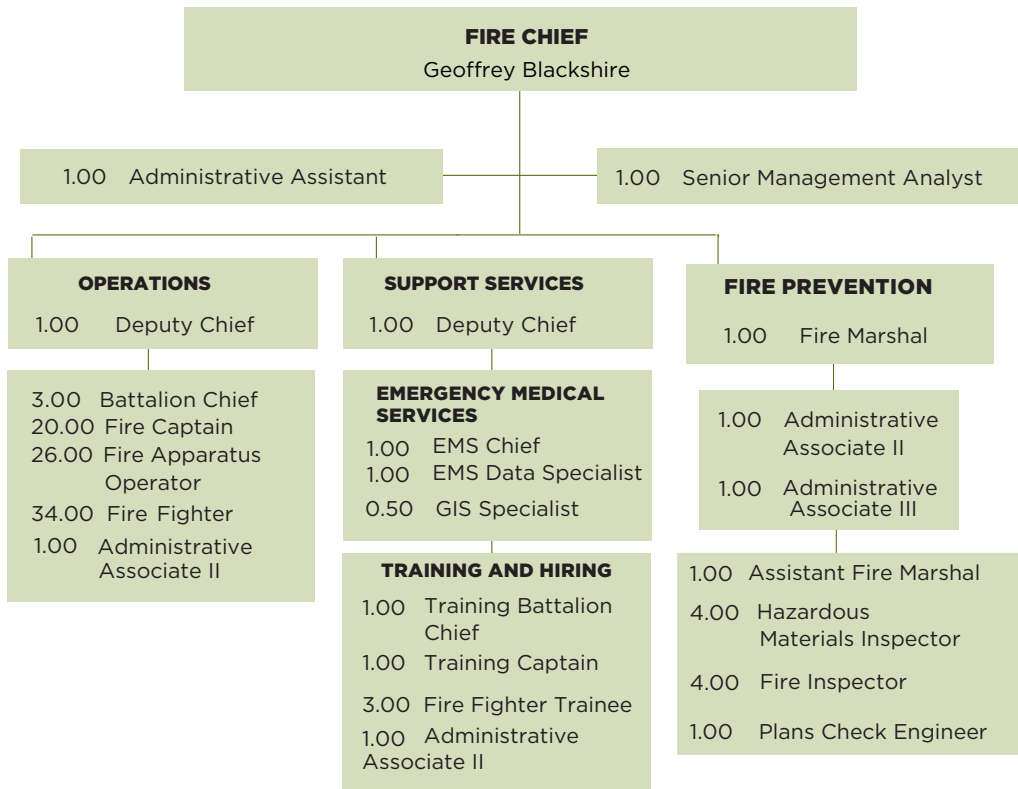 FIRE CHIEF
Geoffrey Blackshire
1.00 Administrative Assistant
1.00 Senior Management Analyst
OPERATIONS
1.00 Deputy Chief
3.00 Battalion Chief
20.00 Fire Captain
26.00 Fire Apparatus
Operator
34.00 Fire Fighter
1.00 Administrative
Associate II
SUPPORT SERVICES
1.00 Deputy Chief
EMERGENCY MEDICAL
SERVICES
1.00 EMS Chief
1.00 EMS Data Specialist
0.50 GIS Specialist
TRAINING AND HIRING
1.00 Training Battalion
Chief
1.00 Training Captain
3.00 Fire Fighter Trainee
1.00 Administrative
Associate II
FIRE PREVENTION
1.00 Fire Marshal
1.00 Administrative
Associate II
1.00 Administrative
Associate III
1.00 Assistant Fire Marshal
4.00 Hazardous
Materials Inspector
4.00 Fire Inspector
1.00 Plans Check Engineer